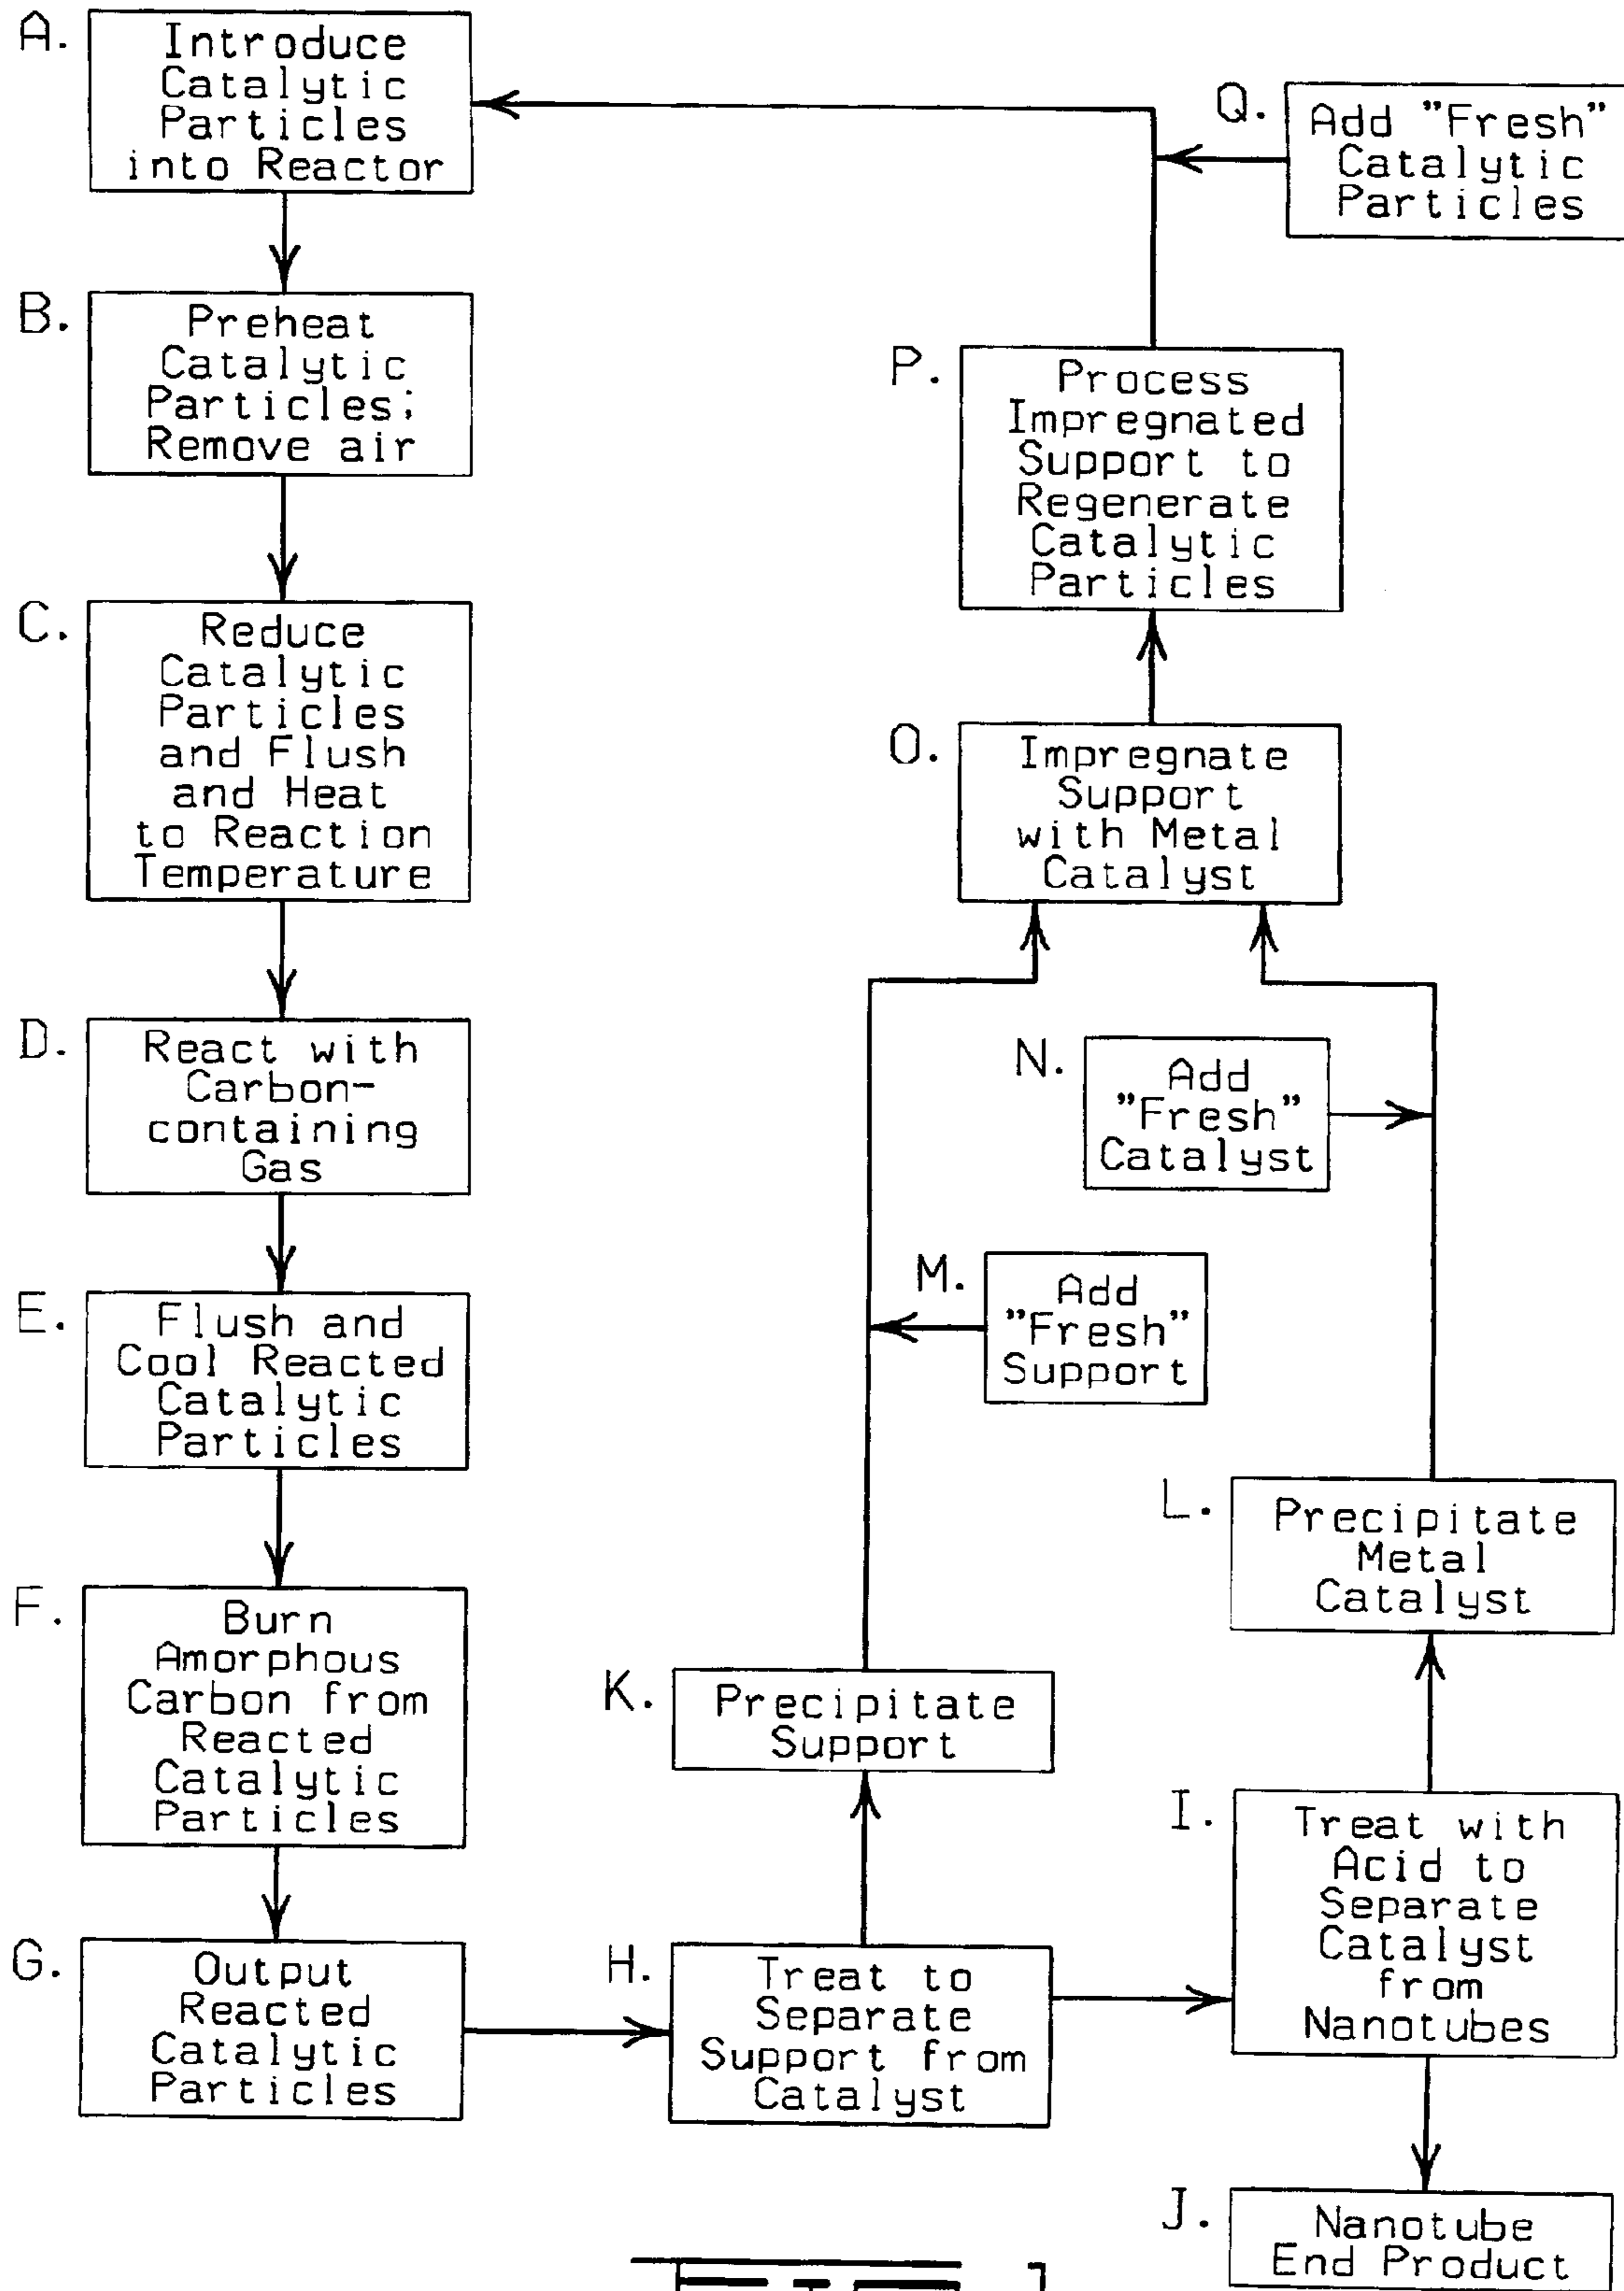 A.
Introduce
Catalytic
Particles
into Reactor
B.
Preheat
Catalytic
Particles;
Remove air
C.
Reduce
Catalytic
Particles
and Flush
and Heat
to Reaction
Temperature
D.
React with
Carbon-
containing
Gas
E.
Flush and
Cool Reacted
Catalytic
Particles
F.
Burn
Amorphous
Carbon from
Reacted
Catalytic
Particles
G.
Output
Reacted
Catalytic
Particles
H.
Treat to
Separate
Support from
Catalyst
I.
Treat with
Acid to
Separate
Catalyst
from
Nanotubes
J.
Nanotube
End Product
K.
Precipitate
Support
L.
Precipitate
Metal
Catalyst
M.
Add
"Fresh"
Support
N.
Add
"Fresh"
Catalyst
O.
Impregnate
Support
with Metal
Catalyst
P.
Process
Impregnated
Support to
Regenerate
Catalytic
Particles
Q.
Add "Fresh"
Catalytic
Particles